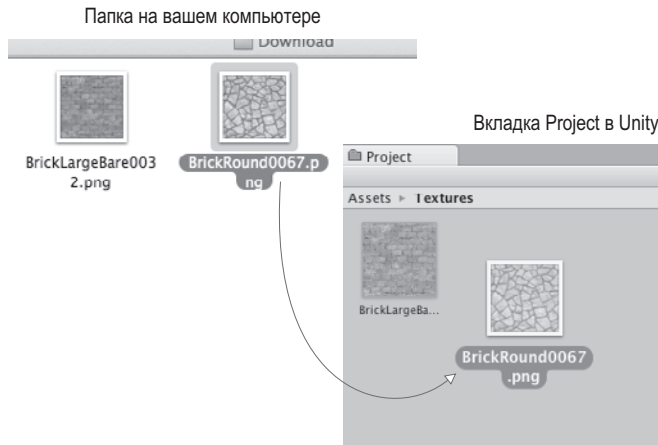 Папка на вашем компьютере
Download
BrickLargeBare003
2.png
BrickRound0067.p
ng
Вкладка Project в Unity
Project
Assets ▸ Textures
BrickLargeBa...
BrickRound0067
.png